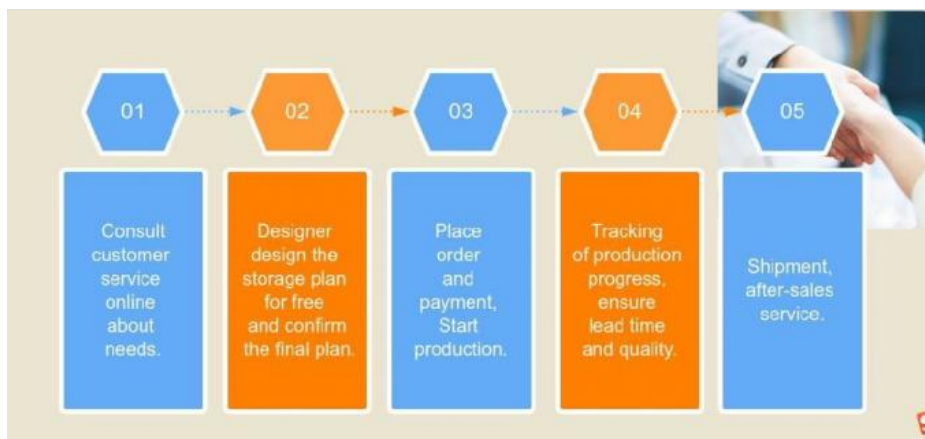 01
02
03
04
05
Consult
customer
service
online
about
needs.
Designer
design the
storage plan
for free
and confirm
the final plan.
Place
order
and
payment,
Start
production.
Tracking
of production
progress,
ensure
lead time
and quality.
Shipment,
after-sales
service.